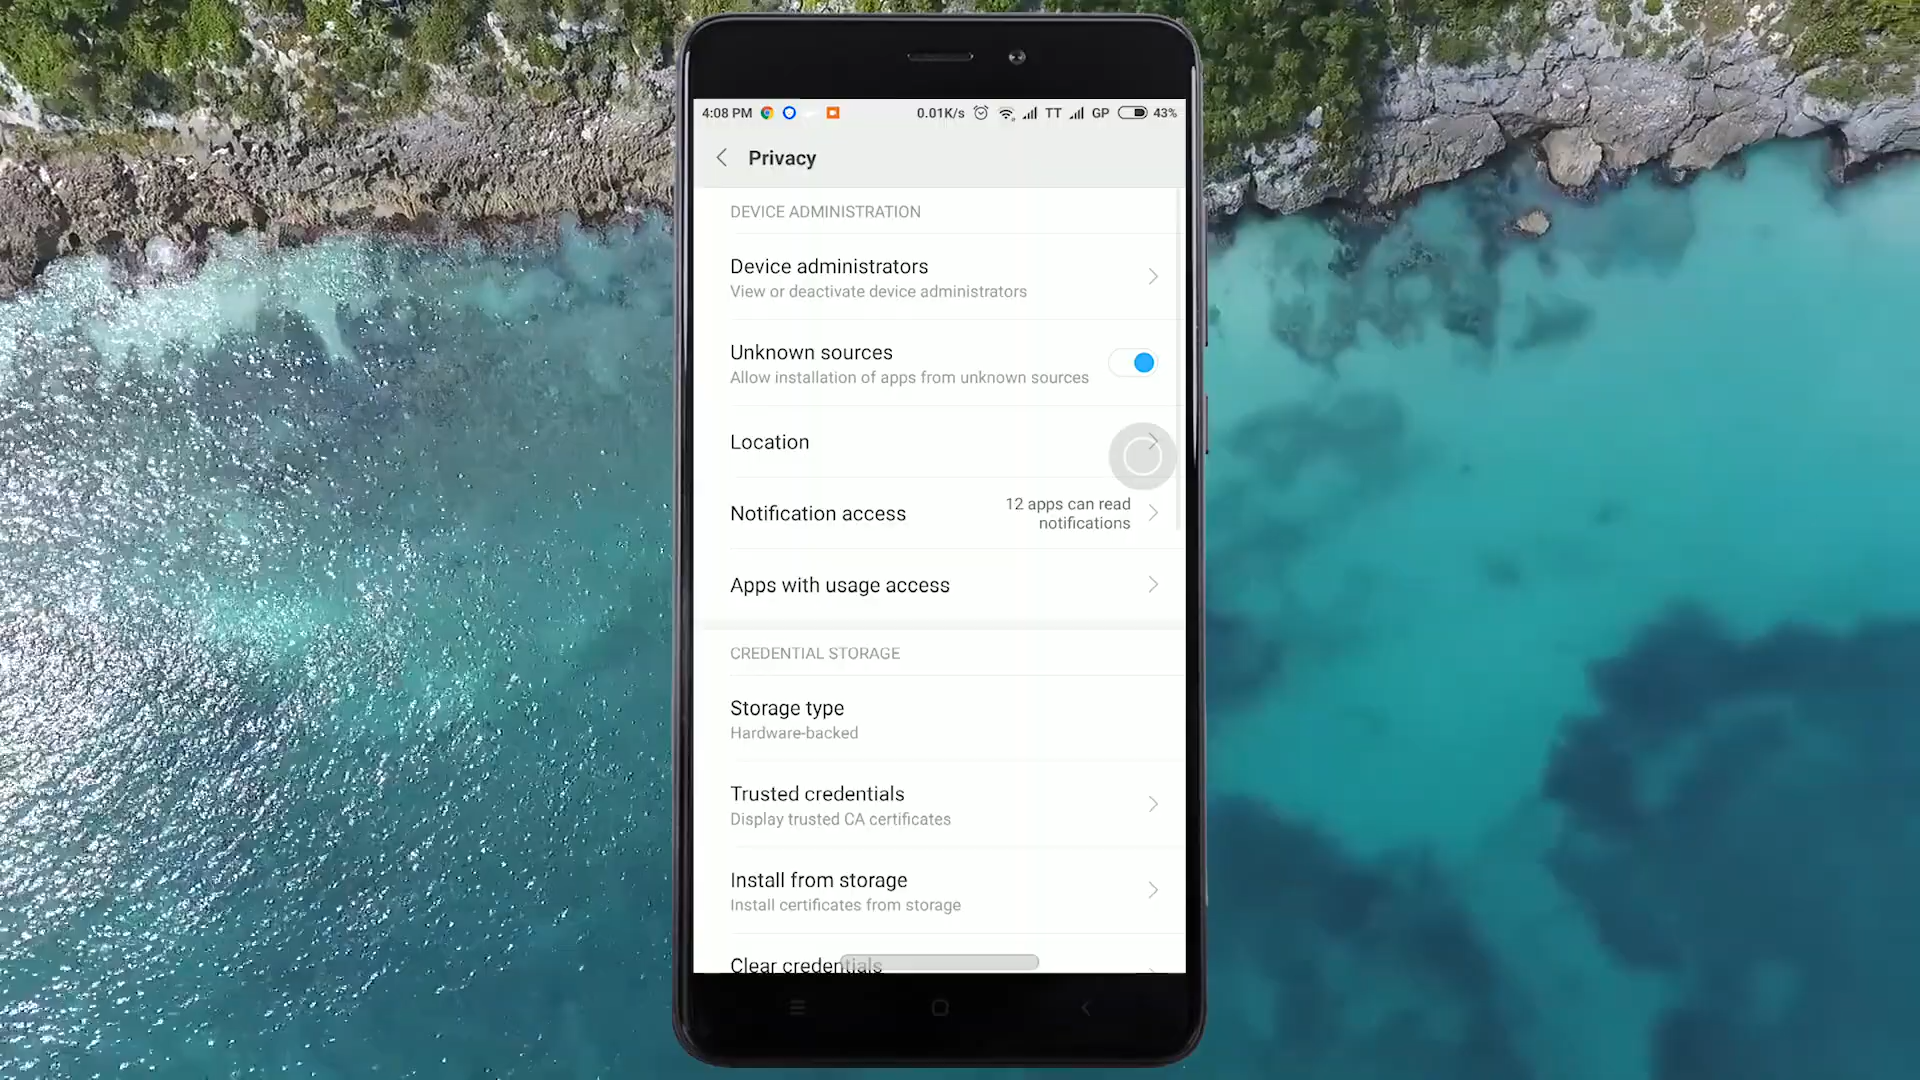 4:08 PM 0.01K/s TT GP 43%
Privacy
DEVICE ADMINISTRATION
Device administrators
View or deactivate device administrators
Unknown sources
Allow installation of apps from unknown sources
Location
Notification access
12 apps can read
notifications
Apps with usage access
CREDENTIAL STORAGE
Storage type
Hardware-backed
Trusted credentials
Display trusted CA certificates
Install from storage
Install certificates from storage
Clear credentials